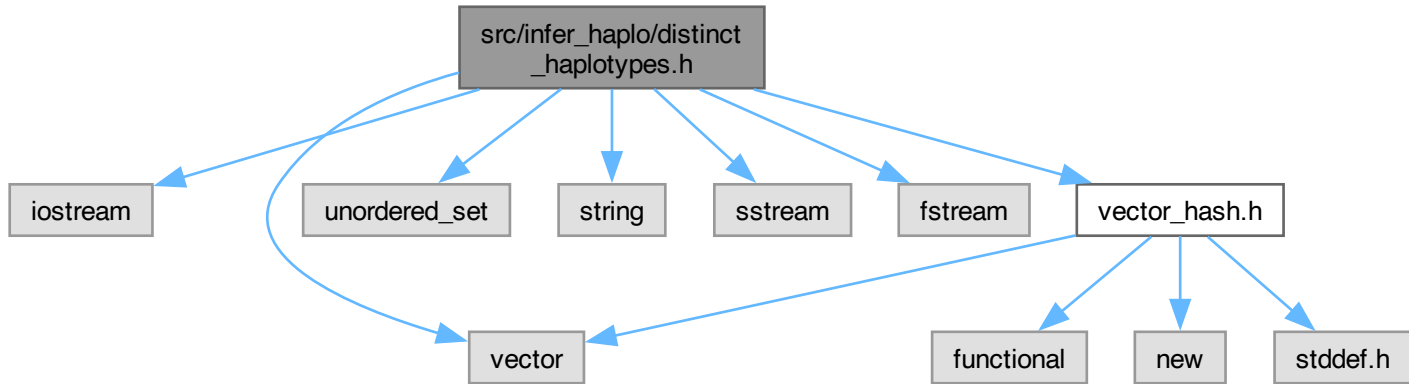 src/infer_haplo/distinct
_haplotypes.h
iostream
unordered_set
string
sstream
fstream
vector_hash.h
vector
functional
new
stddef.h